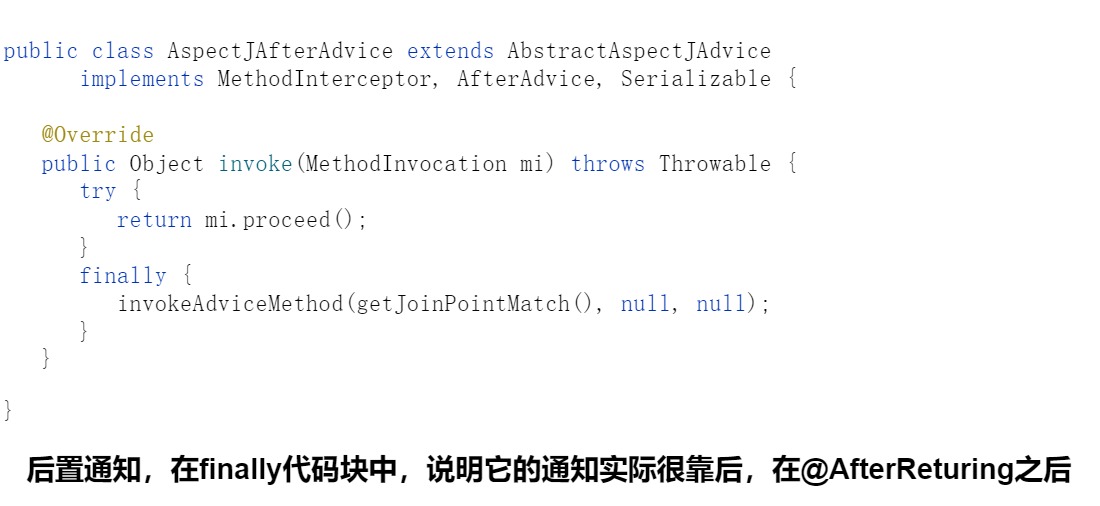 public class AspectJAfterAdvice extends AbstractAspectJAdvice
implements MethodInterceptor, AfterAdvice, Serializable {
@Override
public Object invoke(MethodInvocation mi) throws Throwable {
try {
return mi.proceed();
}
finally {
invokeAdviceMethod(getJoinPointMatch(), null, null);
}
}
}
后置通知，在finally代码块中，说明它的通知实际很靠后，在@AfterReturing之后